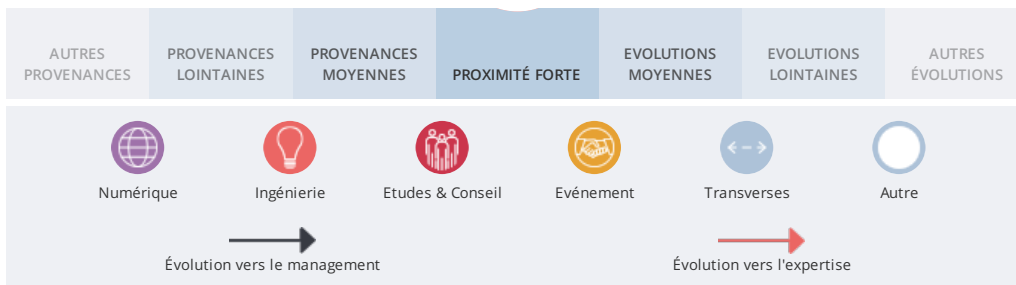 AUTRES
PROVENANCES
PROVENANCES
LOINTAINES
PROVENANCES
MOYENNES
PROXIMITÉ FORTE
EVOLUTIONS
MOYENNES
EVOLUTIONS
LOINTAINES
AUTRES
ÉVOLUTIONS
Numérique
Ingénierie
Etudes & Conseil
Evénement
Transverses
Autre
Évolution vers le management
Évolution vers l'expertise